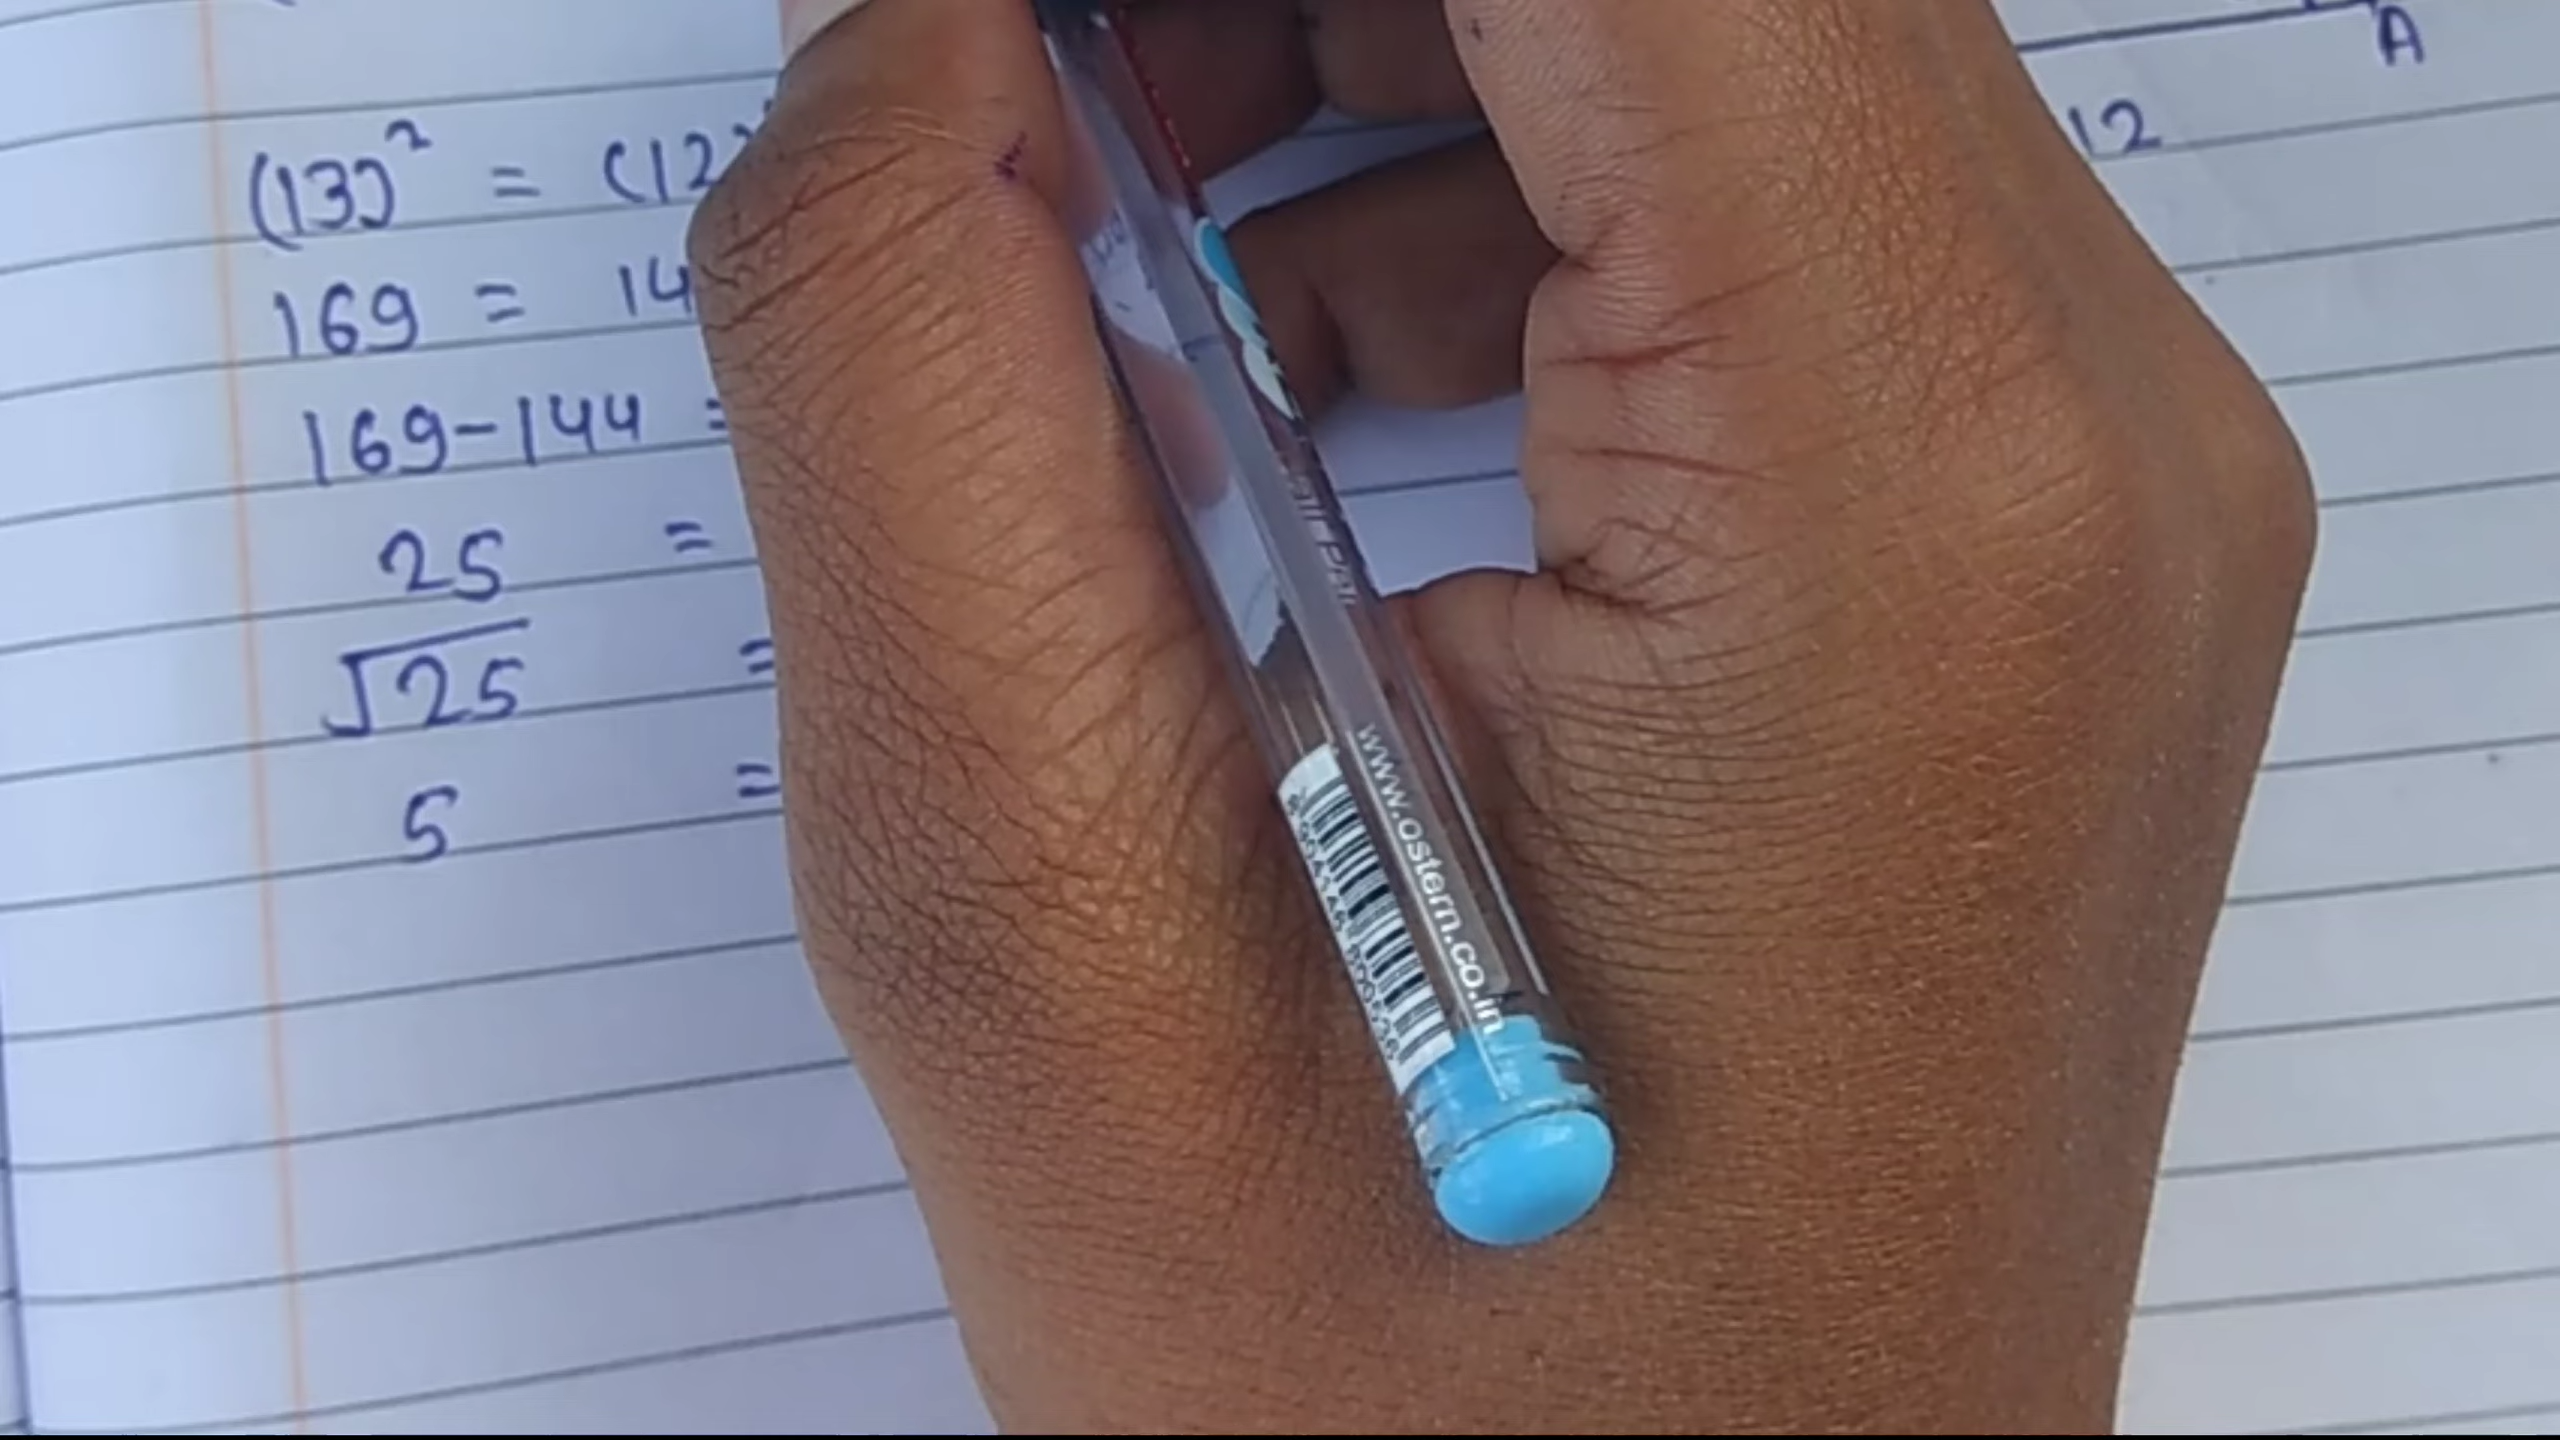 A
12
(13)² = (12
169 = 14
169-144 =
25 =
√25 =
5 =
www.ostern.co.in